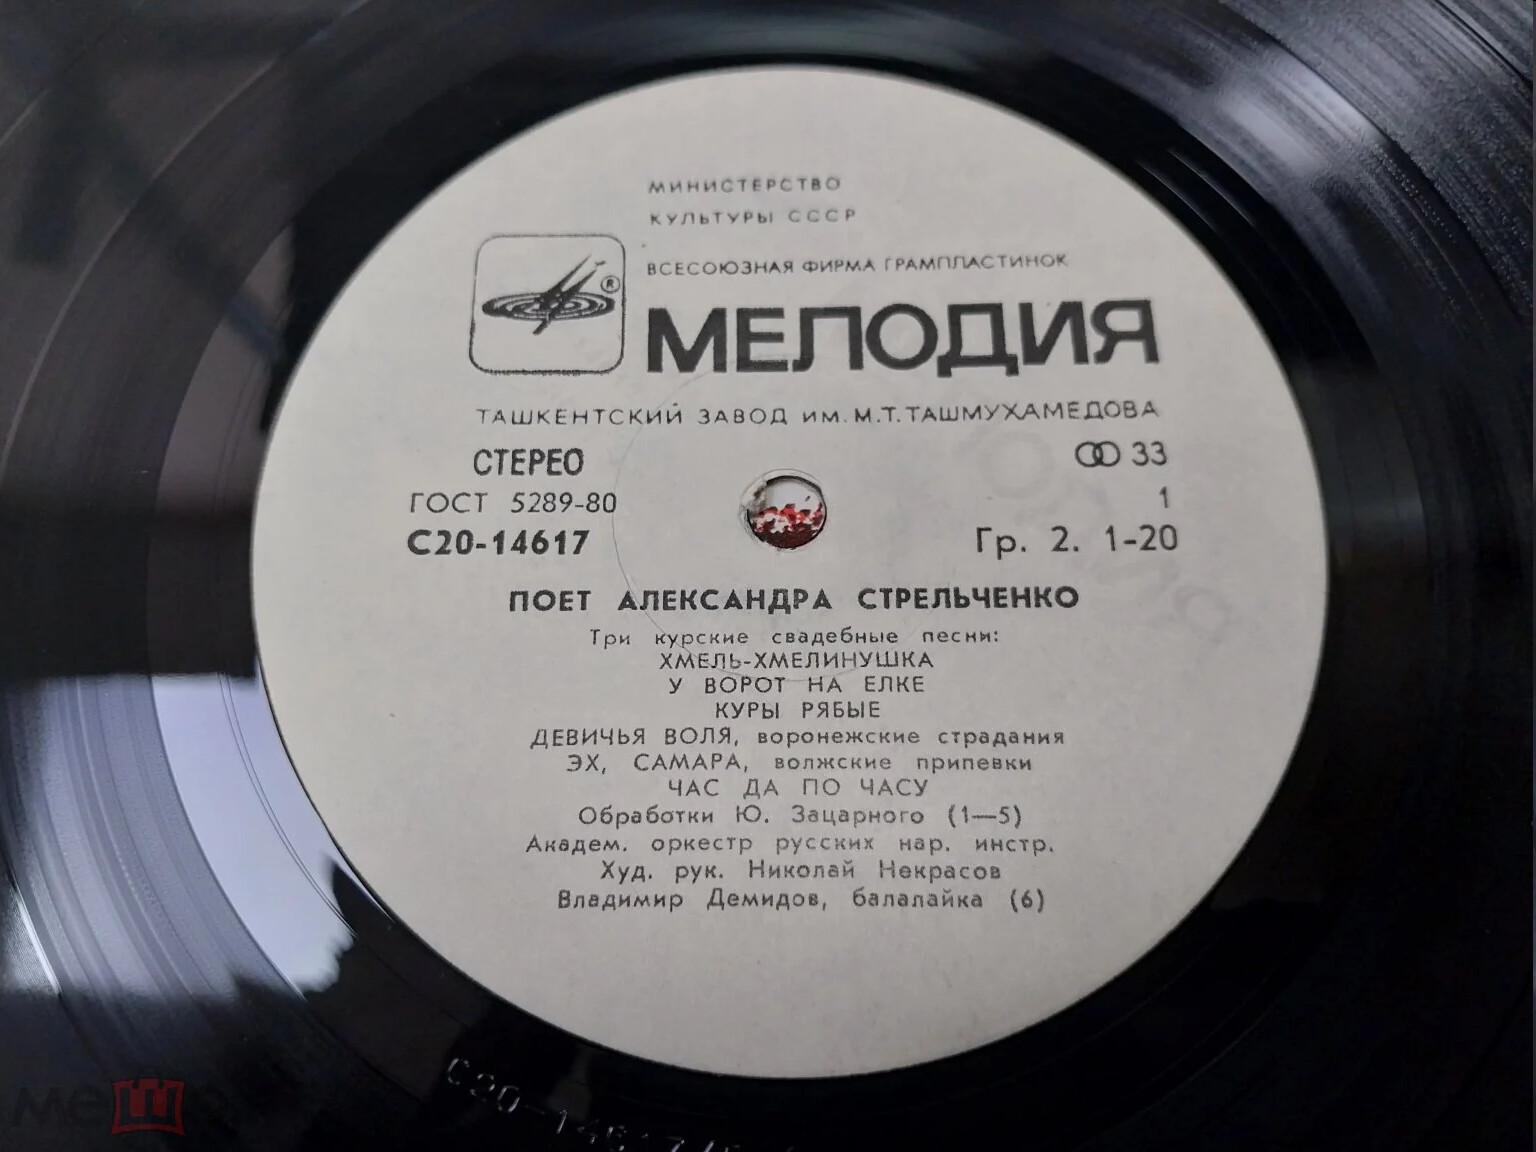 МИНИСТЕРСТВО
КУЛЬТУРЫ СССР
ВСЕСОЮЗНАЯ ФИРМА ГРАМПЛАСТИНОК
®
МЕЛОДИЯ
ТАШКЕНТСКИЙ ЗАВОД ИМ. М.Т. ТАШМУХАМЕДОВА
СТЕРЕО
33
ГОСТ 5289-80
1
С20-14617
Гр. 2. 1-20
ПОЕТ АЛЕКСАНДРА СТРЕЛЬЧЕНКО
Три курские свадебные песни:
ХМЕЛЬ-ХМЕЛИНУШКА
У ВОРОТ НА ЕЛКЕ
КУРЫ РЯБЫЕ
ДЕВИЧЬЯ ВОЛЯ, воронежские страдания
ЭХ, САМАРА, волжские припевки
ЧАС ДА ПО ЧАСУ
Обработки Ю. Зацарного (1—5)
Академ. оркестр русских нар. инстр.
Худ. рук. Николай Некрасов
Владимир Демидов, балалайка (6)
С20-14617/